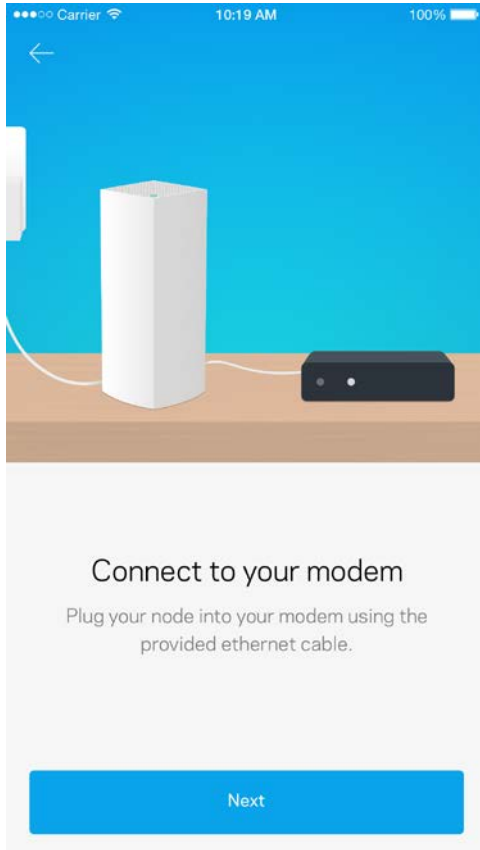 Carrier 10:19 AM 100%
Connect to your modem
Plug your node into your modem using the
provided ethernet cable.
Next